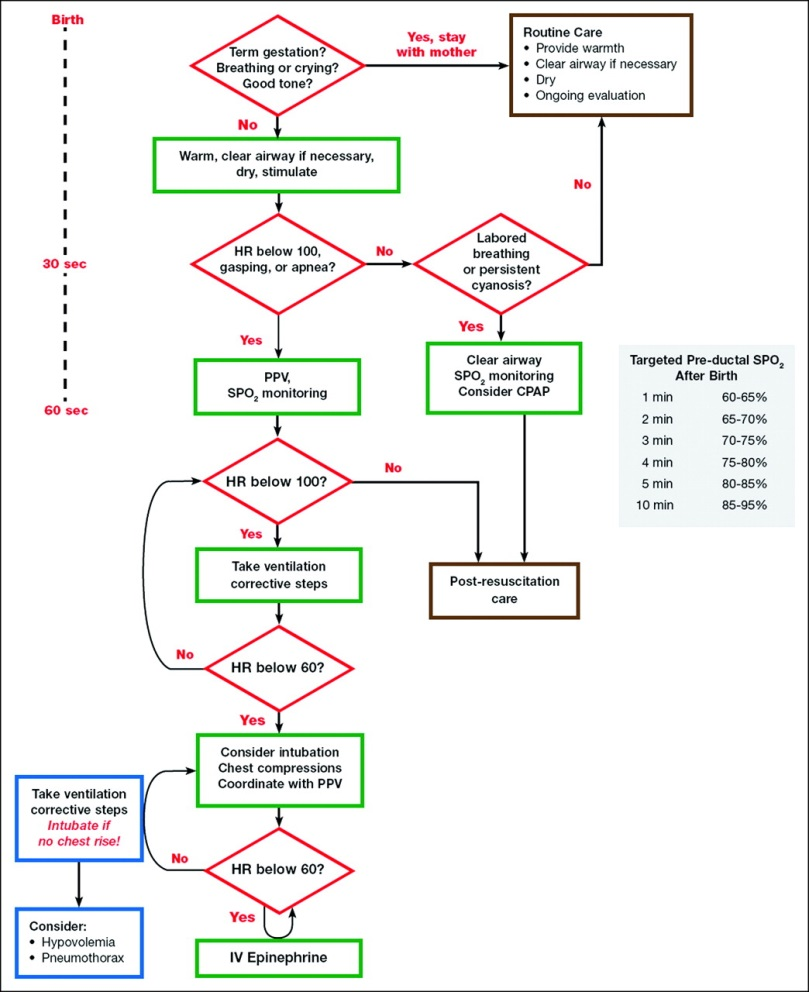 Birth
Term gestation?
Breathing or crying?
Good tone?
Yes, stay
with mother
Routine Care
• Provide warmth
• Clear airway if necessary
• Dry
• Ongoing evaluation
No
Warm, clear airway if necessary,
dry, stimulate
No
30 sec
HR below 100,
gasping, or apnea?
No
Labored
breathing
or persistent
cyanosis?
Yes
Yes
60 sec
PPV,
SPO₂ monitoring
Clear airway
SPO₂ monitoring
Consider CPAP
Targeted Pre-ductal SPO₂
After Birth
1 min 60-65%
2 min 65-70%
3 min 70-75%
4 min 75-80%
5 min 80-85%
10 min 85-95%
HR below 100?
No
Yes
Take ventilation
corrective steps
Post-resuscitation
care
No
HR below 60?
Yes
Consider intubation
Chest compressions
Coordinate with PPV
Take ventilation
corrective steps
Intubate if
no chest rise!
No
HR below 60?
Yes
IV Epinephrine
Consider:
• Hypovolemia
• Pneumothorax